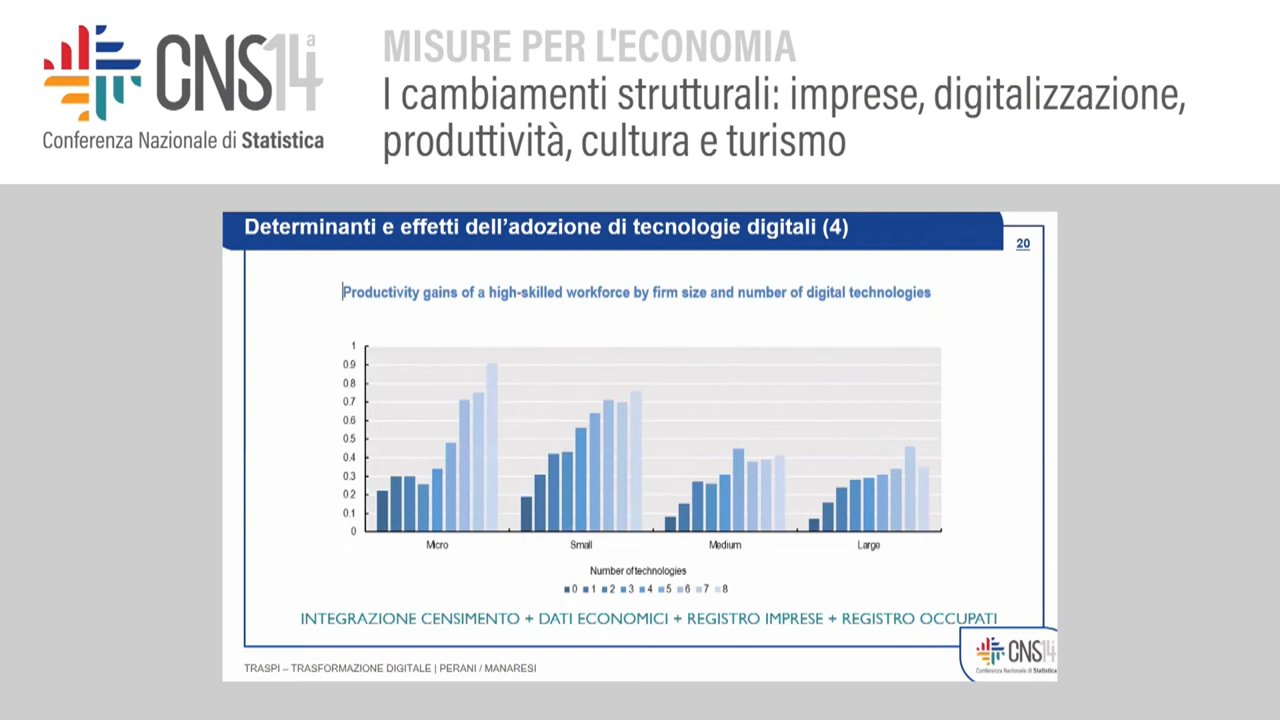 CNS14a
Conferenza Nazionale di Statistica
MISURE PER L'ECONOMIA
I cambiamenti strutturali: imprese, digitalizzazione,
produttività, cultura e turismo
Determinanti e effetti dell'adozione di tecnologie digitali (4)
20
Productivity gains of a high-skilled workforce by firm size and number of digital technologies
1
0.9
0.8
0.7
0.6
0.5
0.4
0.3
0.2
0.1
0
Micro Small Medium Large
Number of technologies
0 1 2 3 4 5 6 7 8
INTEGRAZIONE CENSIMENTO + DATI ECONOMICI + REGISTRO IMPRESE + REGISTRO OCCUPATI
TRASPI – TRASFORMAZIONE DIGITALE | PERANI / MANARESI
CNS14
Conferenza Nazionale di Statistica